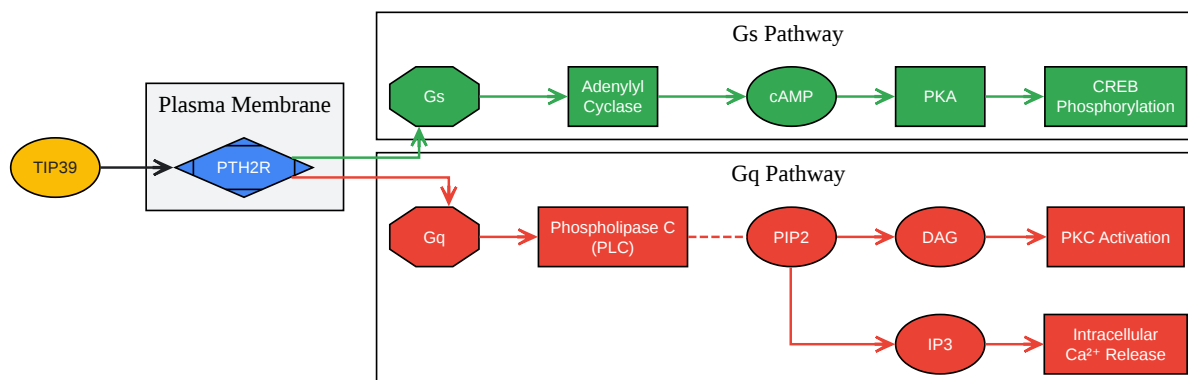 Gs Pathway
Gs
Adenylyl
Cyclase
cAMP
PKA
CREB
Phosphorylation
Plasma Membrane
TIP39
PTH2R
Gq Pathway
Gq
Phospholipase C
(PLC)
PIP2
DAG
PKC Activation
IP3
Intracellular
Ca²⁺ Release